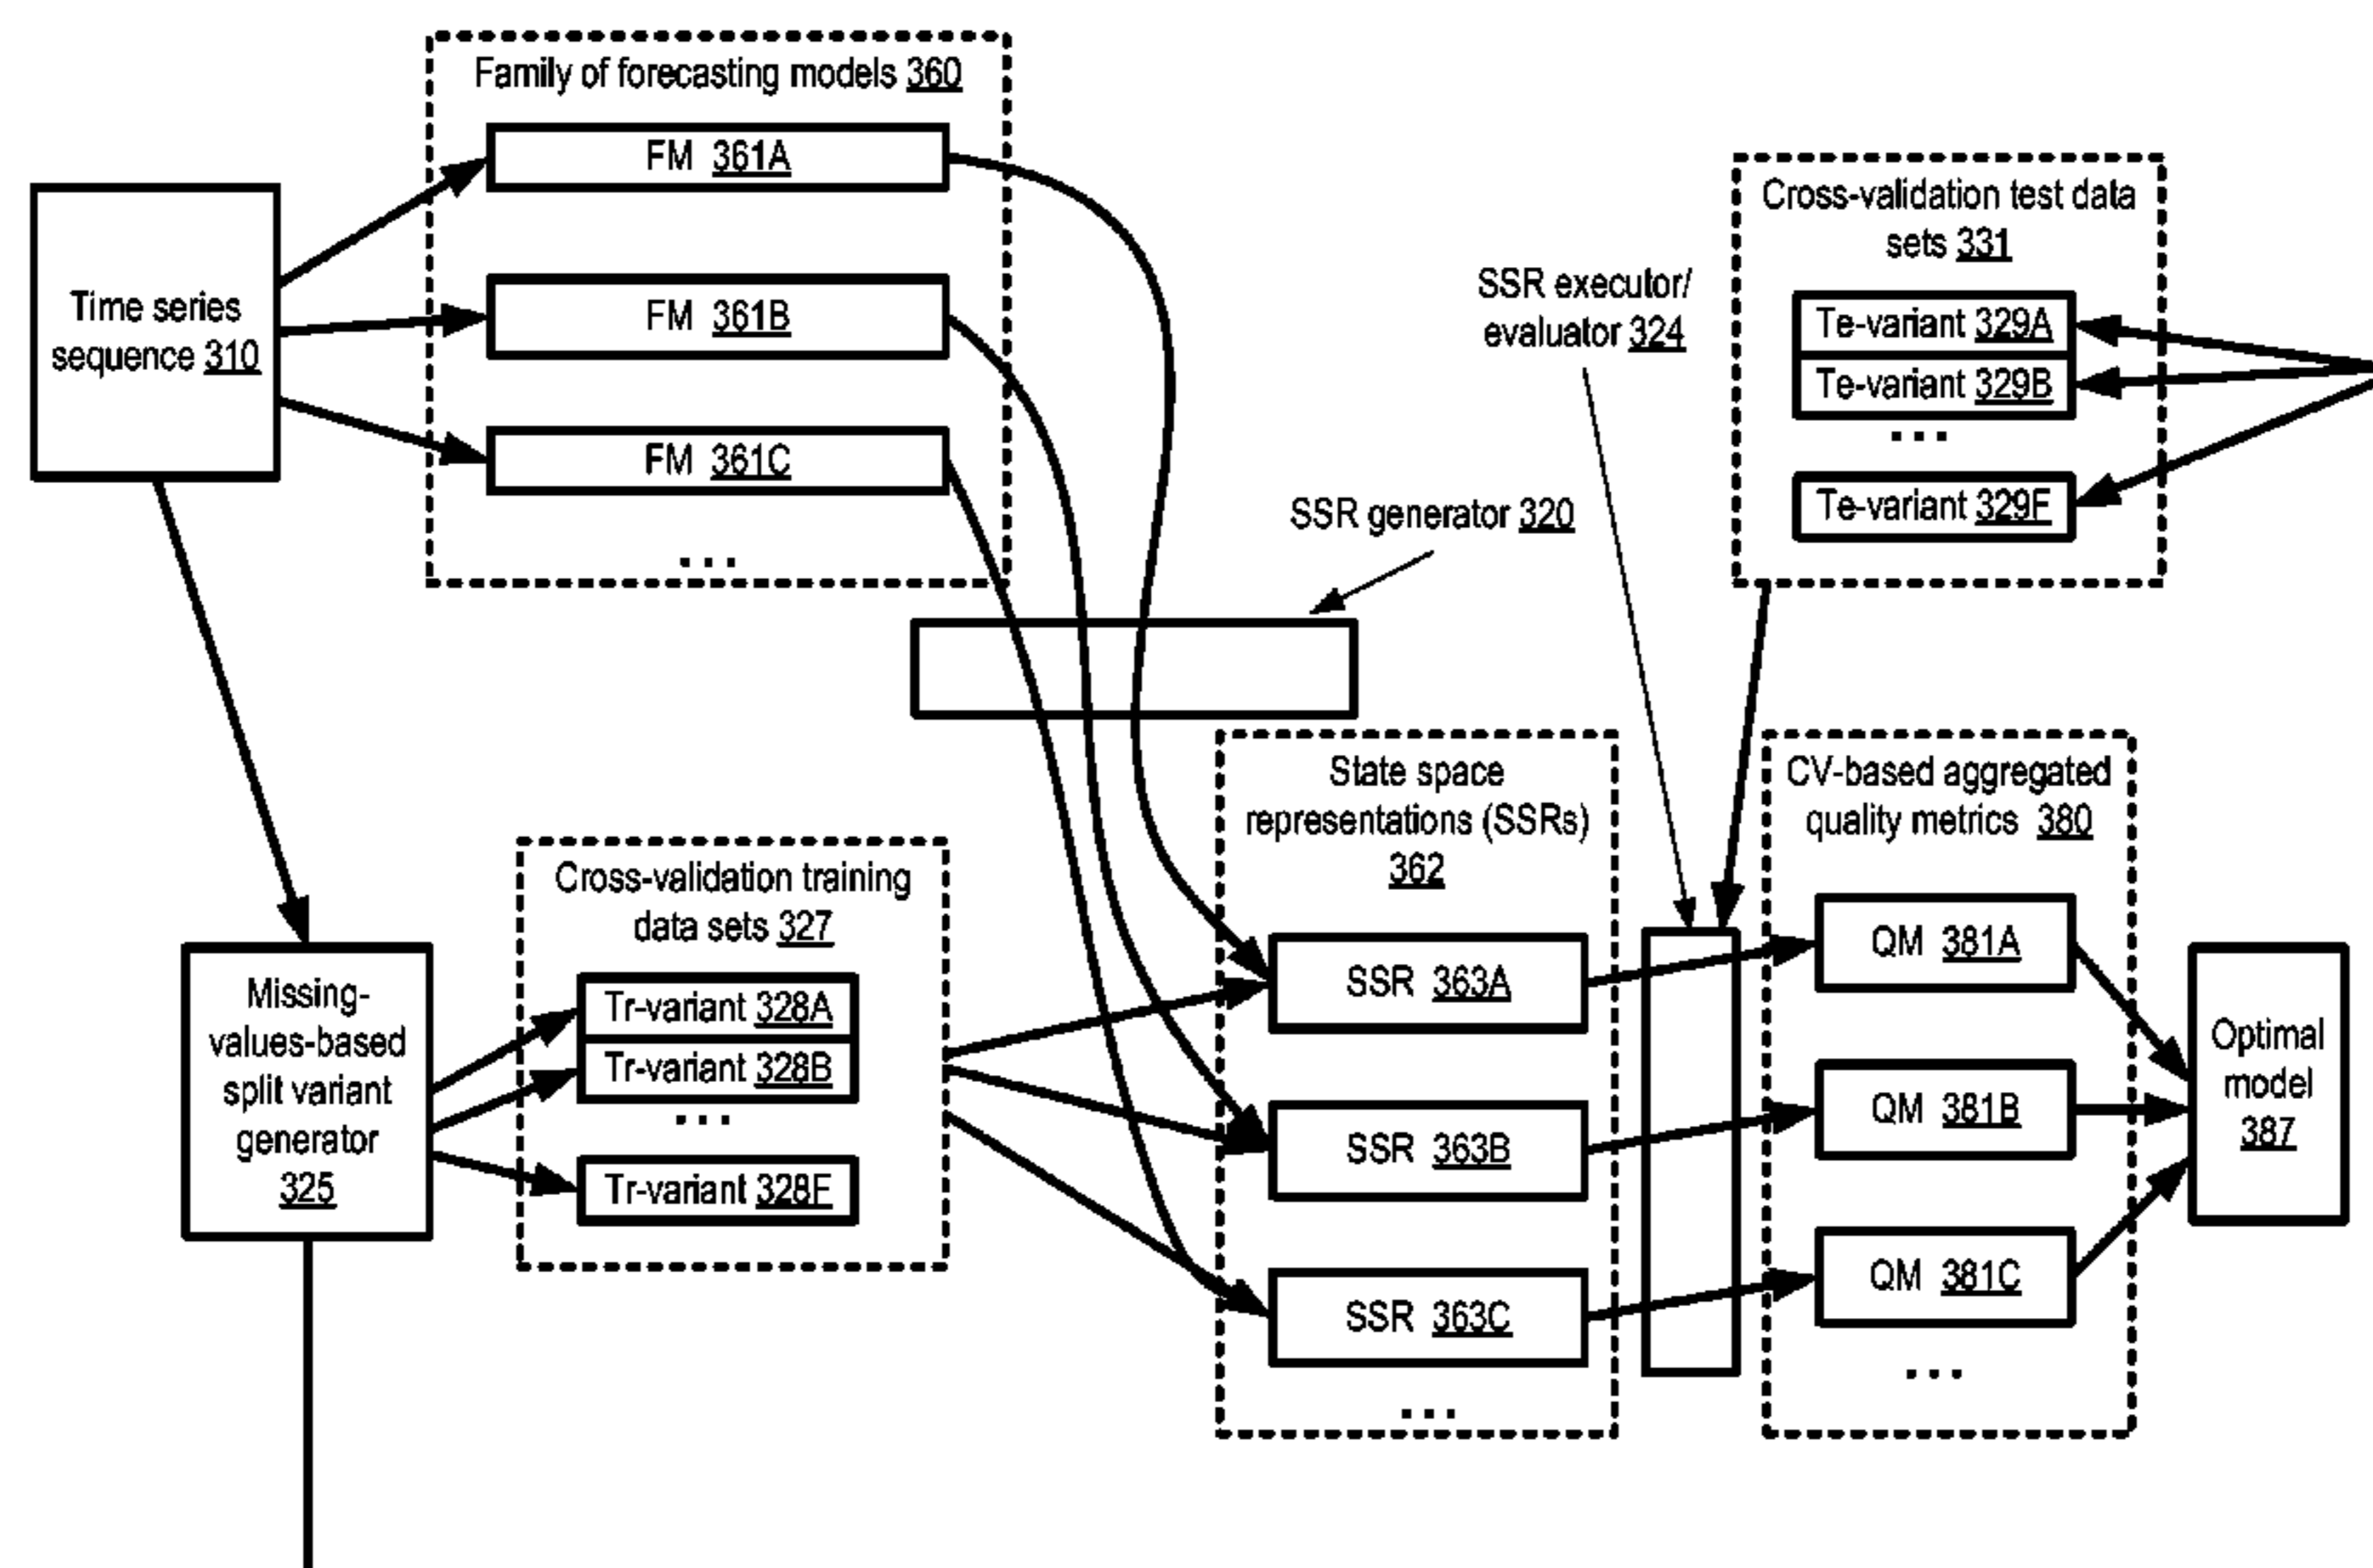 Family of forecasting models 360
FM 361A
FM 361B
FM 361C
. . .
Time series
sequence 310
SSR generator 320
SSR executor/
evaluator 324
Cross-validation test data
sets 331
Te-variant 329A
Te-variant 329B
. . .
Te-variant 329F
Missing-
values-based
split variant
generator
325
Cross-validation training
data sets 327
Tr-variant 328A
Tr-variant 328B
. . .
Tr-variant 328F
State space
representations (SSRs)
362
SSR 363A
SSR 363B
SSR 363C
. . .
CV-based aggregated
quality metrics 380
QM 381A
QM 381B
QM 381C
. . .
Optimal
model
387